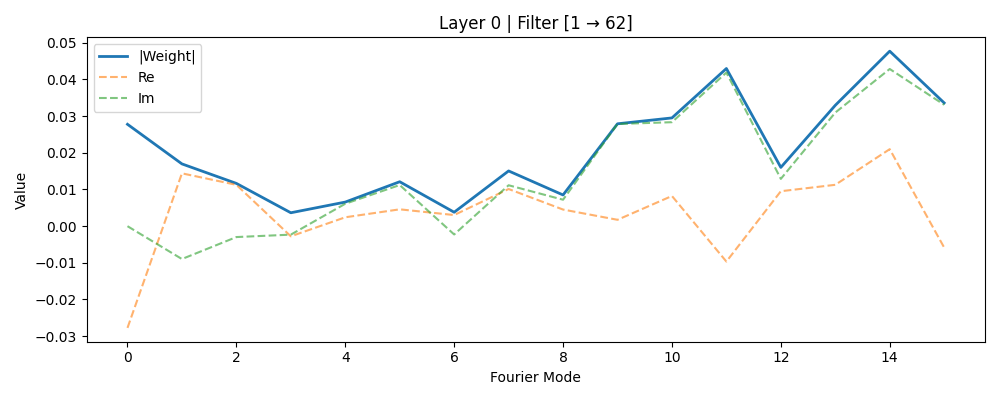 Layer 0 | Filter [1 → 62]
|Weight|
Re
Im
Value
0.05
0.04
0.03
0.02
0.01
0.00
−0.01
−0.02
−0.03
0 2 4 6 8 10 12 14
Fourier Mode